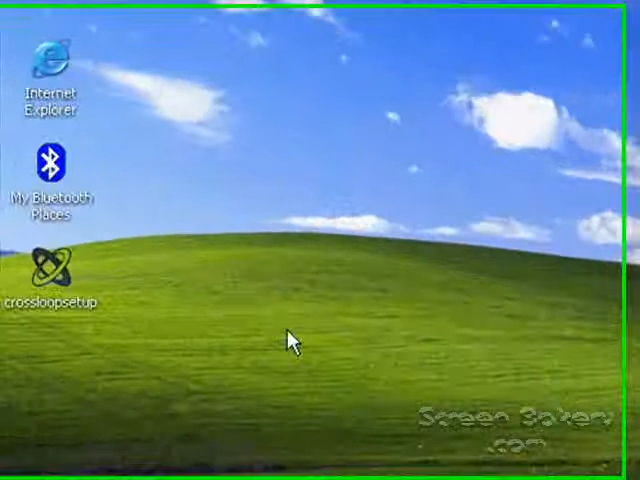 Internet
Explorer
My Bluetooth
Places
crossloopsetup
Screen Bakery
.com